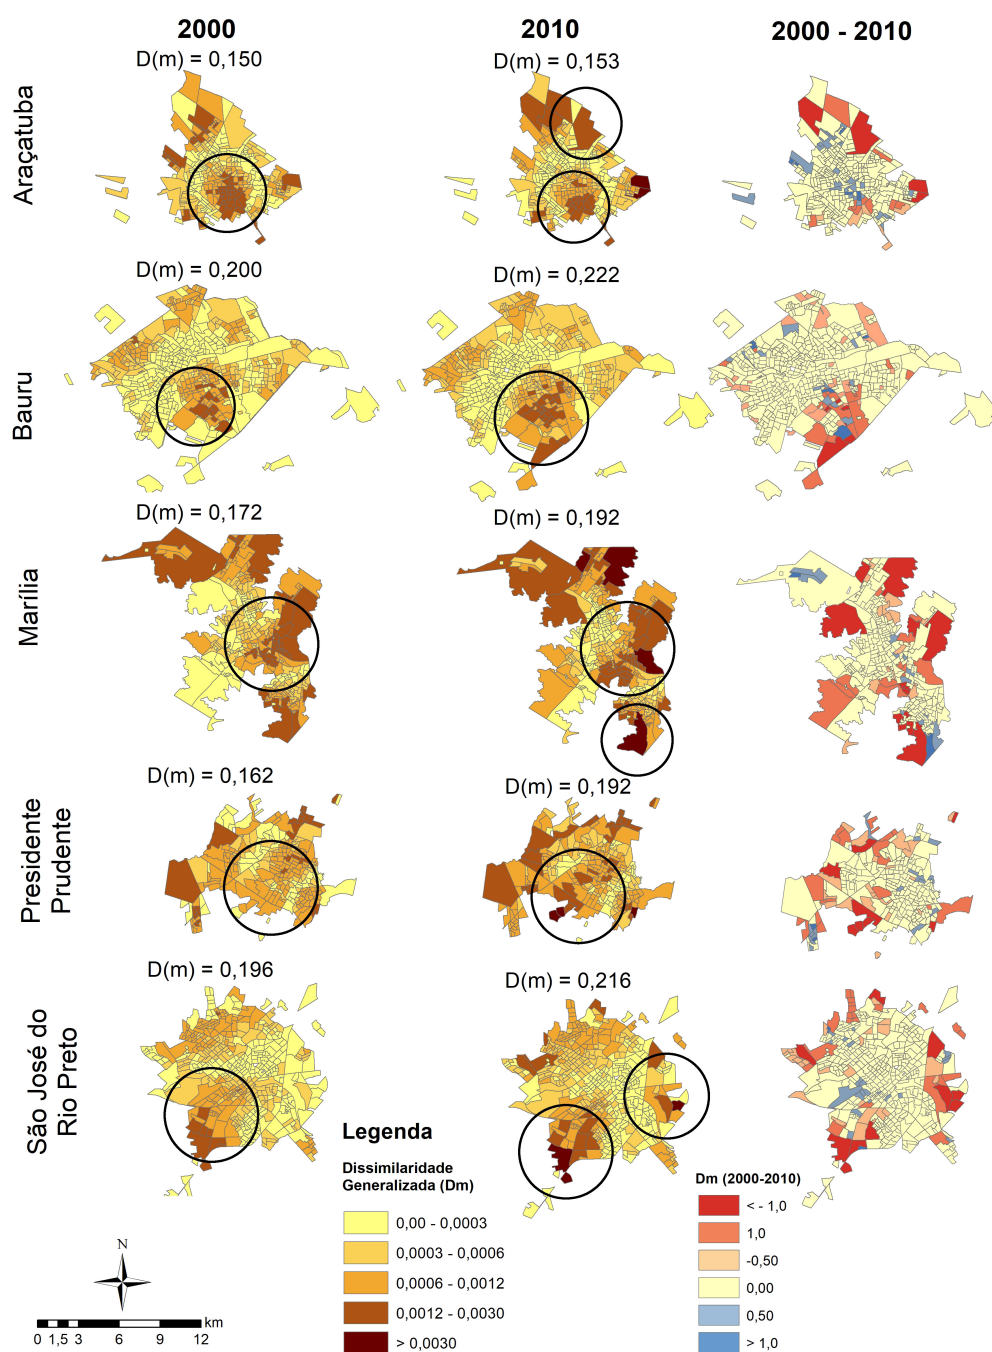 2000
2010
2000 - 2010
Araçatuba
D(m) = 0,150
D(m) = 0,153
Bauru
D(m) = 0,200
D(m) = 0,222
Marília
D(m) = 0,172
D(m) = 0,192
Presidente
Prudente
D(m) = 0,162
D(m) = 0,192
São José do
Rio Preto
D(m) = 0,196
D(m) = 0,216
Legenda
Dissimilaridade
Generalizada (Dm)
0,00 - 0,0003
0,0003 - 0,0006
0,0006 - 0,0012
0,0012 - 0,0030
> 0,0030
Dm (2000-2010)
< - 1,0
1,0
-0,50
0,00
0,50
> 1,0
N
km
0 1,5 3 6 9 12